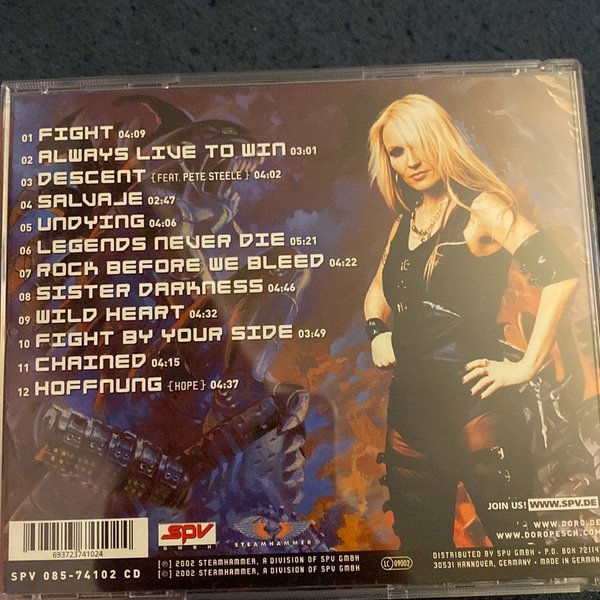 01 FIGHT 04:09
02 ALWAYS LIVE TO WIN 03:01
03 DESCENT {FEAT. PETE STEELE} 04:02
04 SALVAJE 02:47
05 UNDYING 04:06
06 LEGENDS NEVER DIE 05:21
07 ROCK BEFORE WE BLEED 04:22
08 SISTER DARKNESS 04:46
09 WILD HEART 04:32
10 FIGHT BY YOUR SIDE 03:49
11 CHAINED 04:15
12 HOFFNUNG {HOPE} 04:37
JOIN US! WWW.SPV.DE
WWW.DORO.DE
WWW.DOROPESCH.COM
693723741024
SPV
GMBH
STEAMHAMMER
SPV 085-74102 CD
[℗] 2002 STEAMHAMMER, A DIVISION OF SPV GMBH
[©] 2002 STEAMHAMMER, A DIVISION OF SPV GMBH
LC 09002
DISTRIBUTED BY SPV GMBH • P.O. BOX 72114
30531 HANNOVER, GERMANY • MADE IN GERMAN